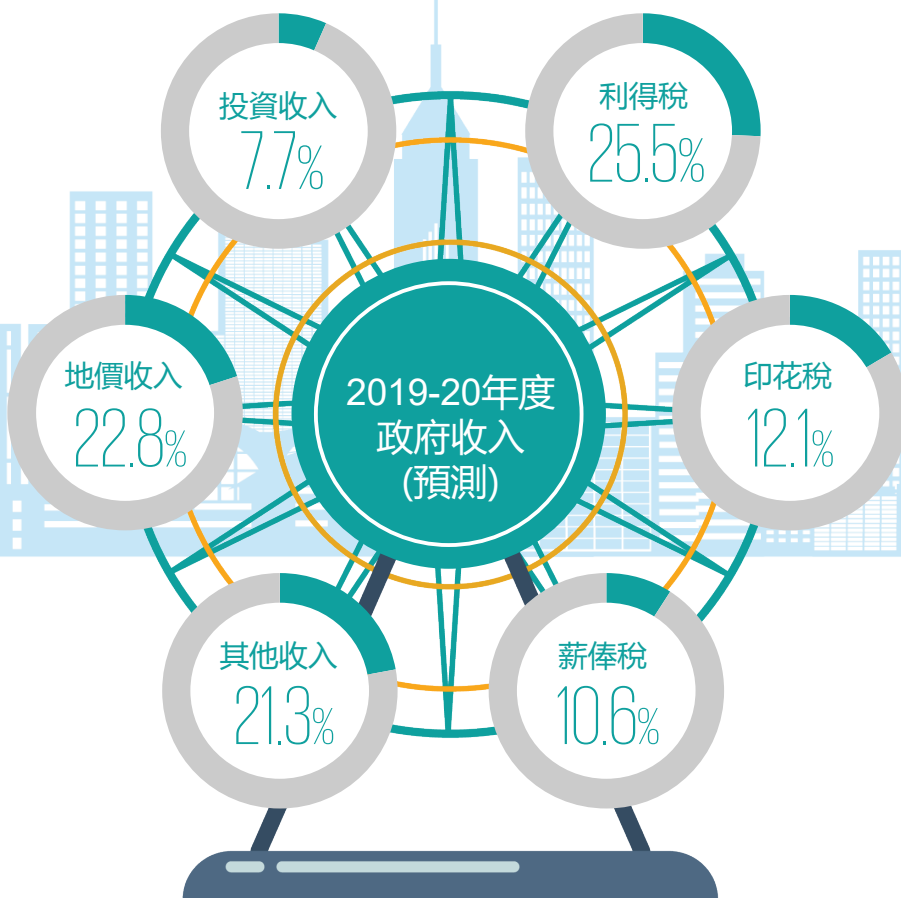 投資收入
7.7%
利得稅
25.5%
地價收入
22.8%
2019-20年度
政府收入
(預測)
印花稅
12.1%
其他收入
21.3%
薪俸稅
10.6%